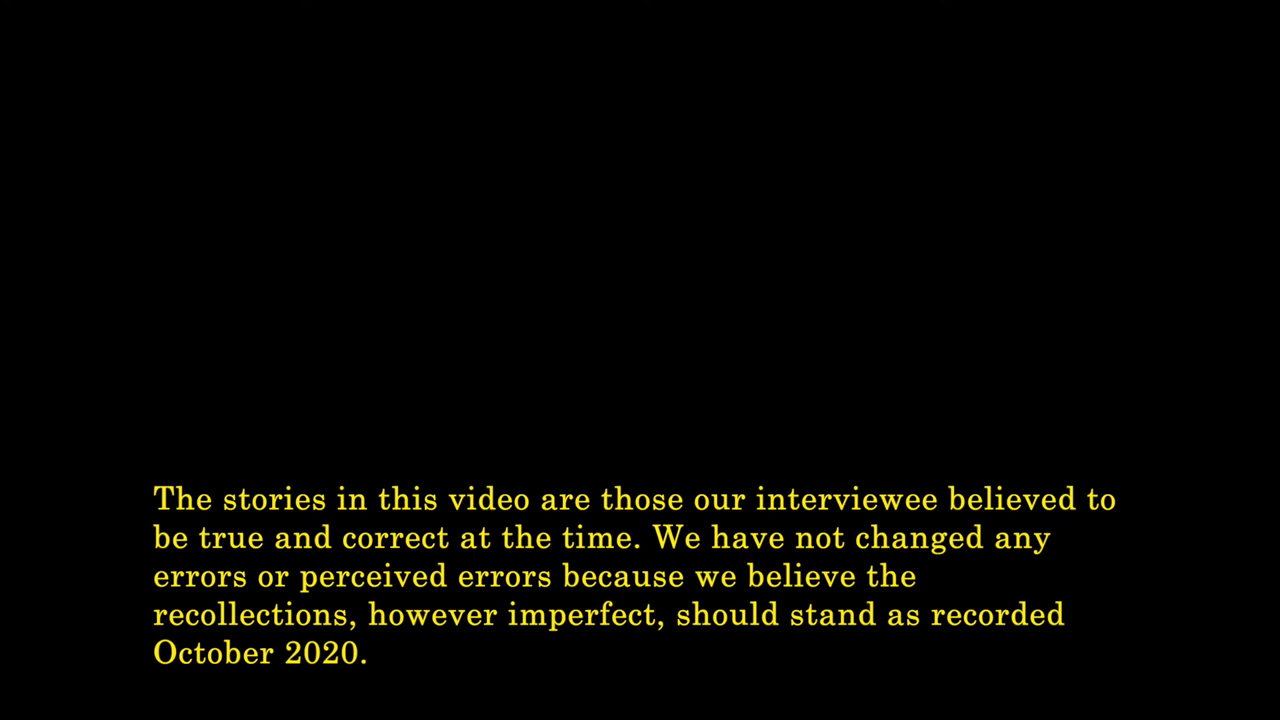 The stories in this video are those our interviewee believed to
be true and correct at the time. We have not changed any
errors or perceived errors because we believe the
recollections, however imperfect, should stand as recorded
October 2020.